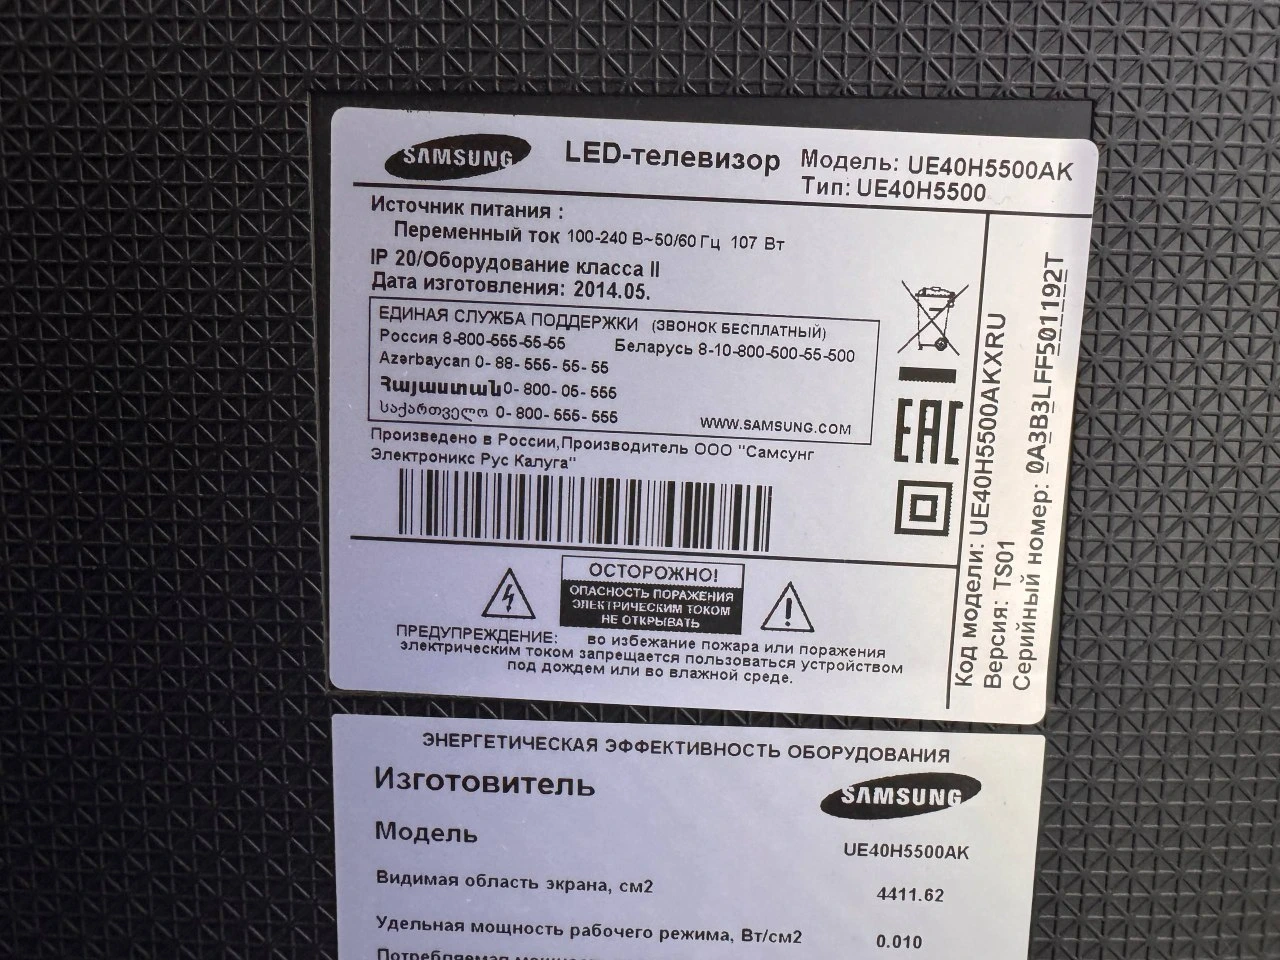 SAMSUNG
LED-телевизор
Модель: UE40H5500AK
Тип: UE40H5500
Источник питания :
Переменный ток 100-240 В~50/60 Гц 107 Вт
IP 20/Оборудование класса II
Дата изготовления: 2014.05.
ЕДИНАЯ СЛУЖБА ПОДДЕРЖКИ (ЗВОНОК БЕСПЛАТНЫЙ)
Россия 8-800-555-55-55 Беларусь 8-10-800-500-55-500
Azərbaycan 0- 88- 555- 55- 55
Հայաստան 0- 800- 05- 555
საქართველო 0- 800- 555- 555
WWW.SAMSUNG.COM
Произведено в России,Производитель ООО "Самсунг
Электроникс Рус Калуга"
EAC
Код модели: UE40H5500AKXRU
Версия: TS01
Серийный номер: 0A3B3LFF501192T
ОСТОРОЖНО!
ОПАСНОСТЬ ПОРАЖЕНИЯ
ЭЛЕКТРИЧЕСКИМ ТОКОМ
НЕ ОТКРЫВАТЬ
ПРЕДУПРЕЖДЕНИЕ: во избежание пожара или поражения
электрическим током запрещается пользоваться устройством
под дождем или во влажной среде.
ЭНЕРГЕТИЧЕСКАЯ ЭФФЕКТИВНОСТЬ ОБОРУДОВАНИЯ
Изготовитель SAMSUNG
Модель UE40H5500AK
Видимая область экрана, см2 4411.62
Удельная мощность рабочего режима, Вт/см2 0.010